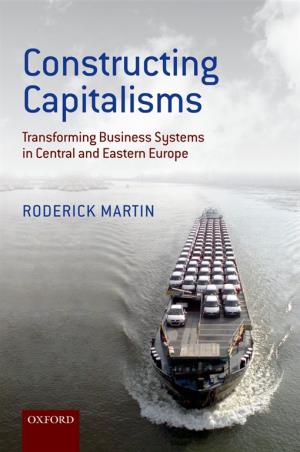 Constructing
Capitalisms
Transforming Business Systems
in Central and Eastern Europe
RODERICK MARTIN
OXFORD